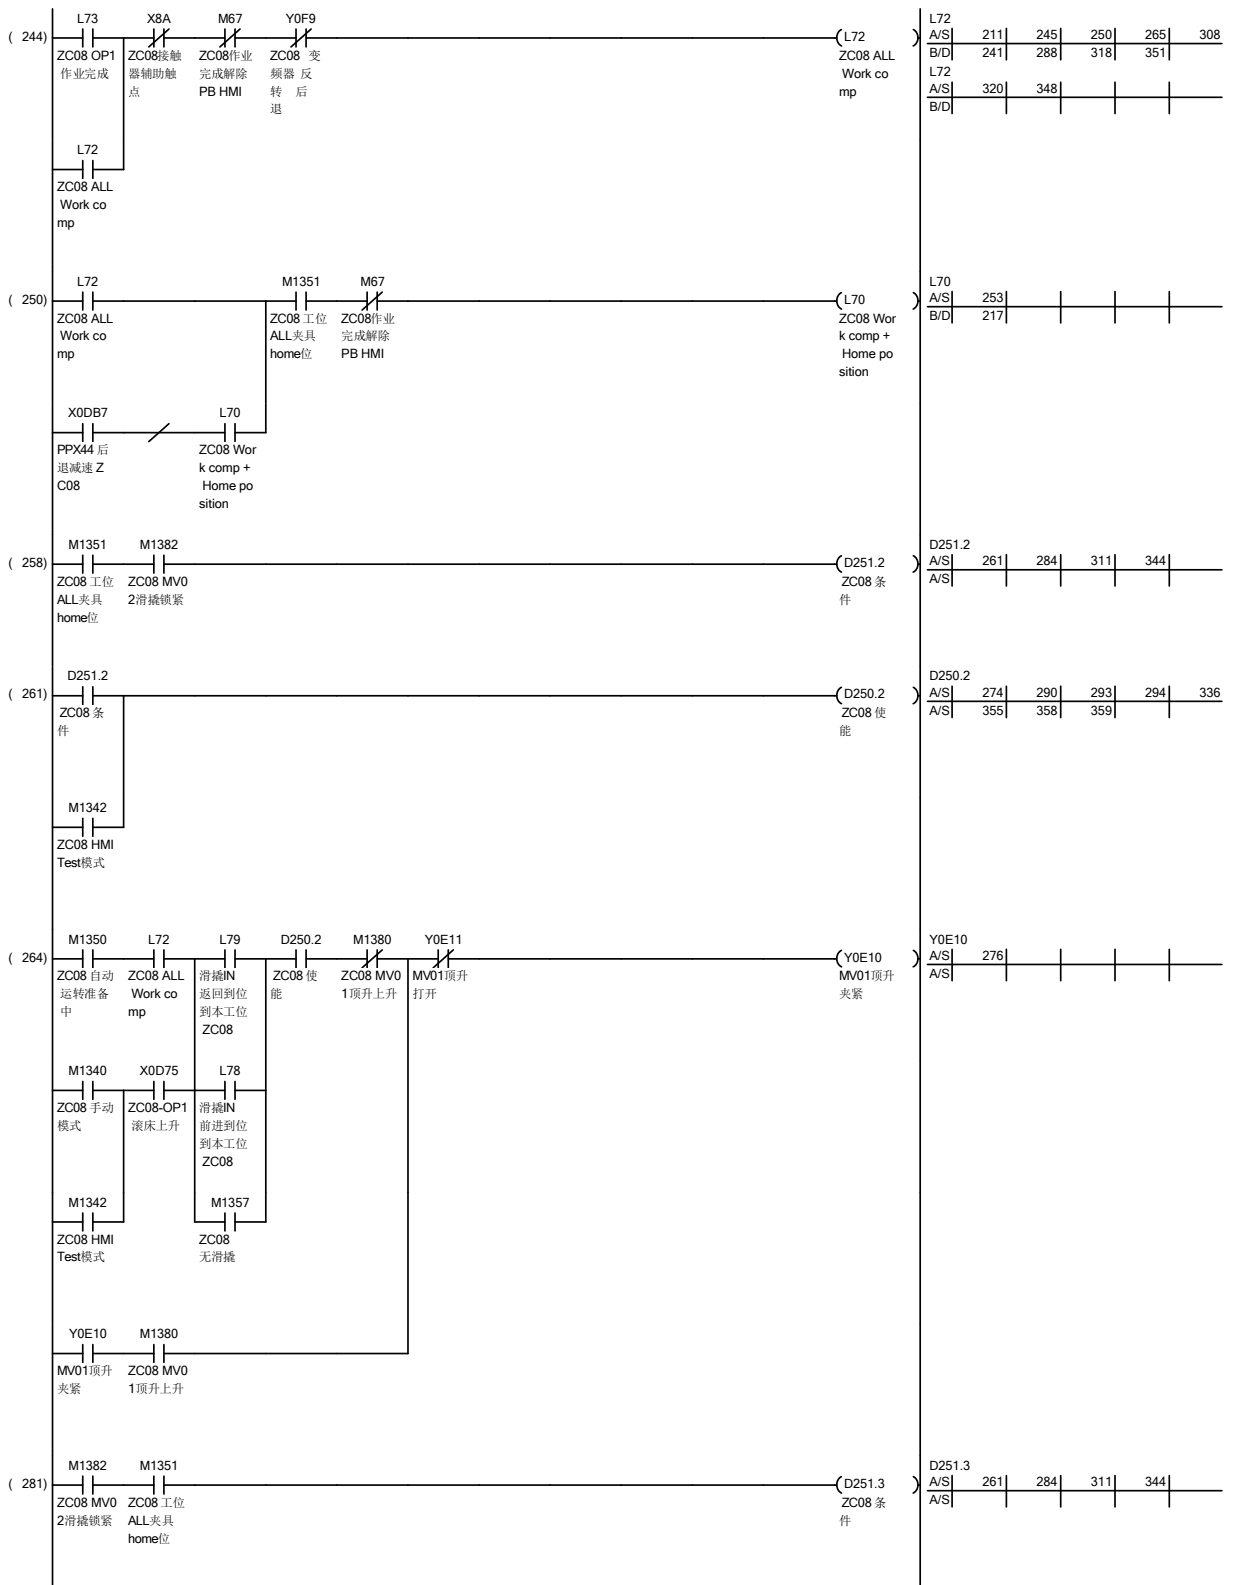 L73 X8A M67 Y0F9 L72
( 244) ( L72 ) A/S 211 245 250 265 308
ZC08 OP1 ZC08接触 ZC08作业 ZC08 变 ZC08 ALL B/D 241 288 318 351
作业完成 器辅助触 完成解除 频器 反 Work co L72
点 PB HMI 转 后 mp A/S 320 348
退 B/D
L72
ZC08 ALL
Work co
mp
L72 M1351 M67 L70
( 250) ( L70 ) A/S 253
ZC08 ALL ZC08 工位 ZC08作业 ZC08 Wor B/D 217
Work co ALL夹具 完成解除 k comp +
mp home位 PB HMI Home po
sition
X0DB7 L70
PPX44 后 ZC08 Wor
退减速 Z k comp +
C08 Home po
sition
M1351 M1382 D251.2
( 258) ( D251.2 ) A/S 261 284 311 344
ZC08 工位 ZC08 MV0 ZC08 条 A/S
ALL夹具 2滑撬锁紧 件
home位
D251.2 D250.2
( 261) ( D250.2 ) A/S 274 290 293 294 336
ZC08 条 ZC08 使 A/S 355 358 359
件 能
M1342
ZC08 HMI
Test模式
M1350 L72 L79 D250.2 M1380 Y0E11 Y0E10
( 264) ( Y0E10 ) A/S 276
ZC08 自动 ZC08 ALL 滑撬IN ZC08 使 ZC08 MV0 MV01顶升 MV01顶升 A/S
运转准备 Work co 返回到位 能 1顶升上升 打开 夹紧
中 mp 到本工位
ZC08
M1340 X0D75 L78
ZC08 手动 ZC08-OP1 滑撬IN
模式 滚床上升 前进到位
到本工位
ZC08
M1342 M1357
ZC08 HMI ZC08
Test模式 无滑撬
Y0E10 M1380
MV01顶升 ZC08 MV0
夹紧 1顶升上升
M1382 M1351 D251.3
( 281) ( D251.3 ) A/S 261 284 311 344
ZC08 MV0 ZC08 工位 ZC08 条 A/S
2滑撬锁紧 ALL夹具 件
home位